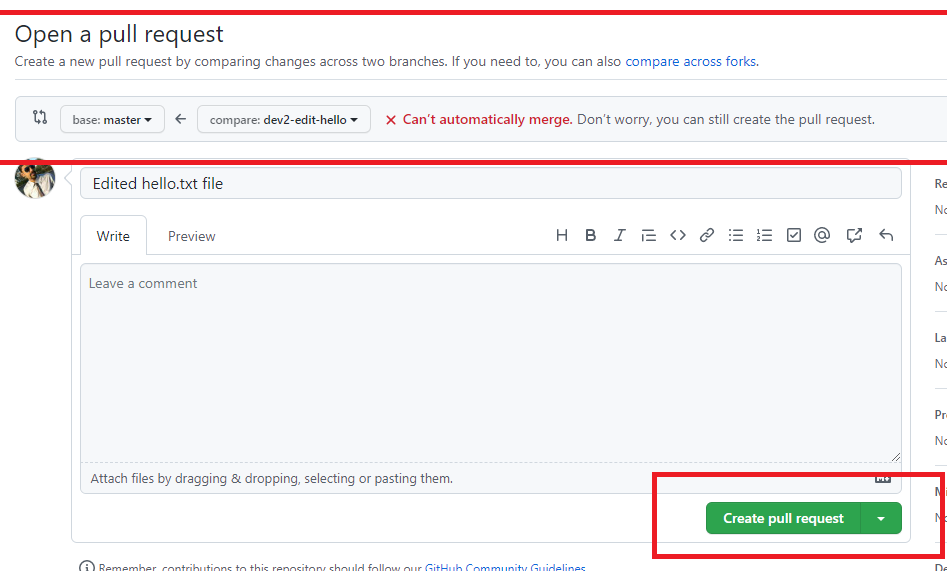 Open a pull request
Create a new pull request by comparing changes across two branches. If you need to, you can also compare across forks.
base: master
compare: dev2-edit-hello
Can't automatically merge. Don't worry, you can still create the pull request.
Edited hello.txt file
Re
No
Write Preview H B I @
As
No
Leave a comment
La
No
Pr
No
Attach files by dragging & dropping, selecting or pasting them.
Create pull request
No
Remember, contributions to this repository should follow our GitHub Community Guidelines.
De